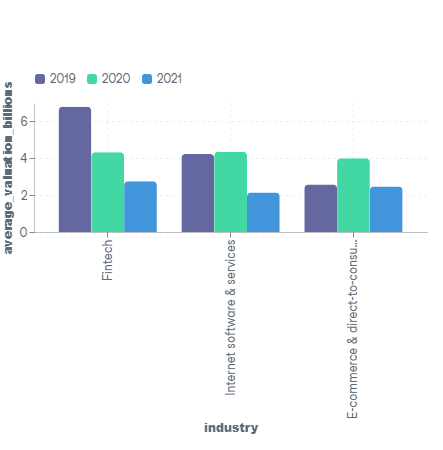 2019 2020 2021
average_valuation_billions
6
4
2
0
Fintech
Internet software & services
E-commerce & direct-to-consu...
industry